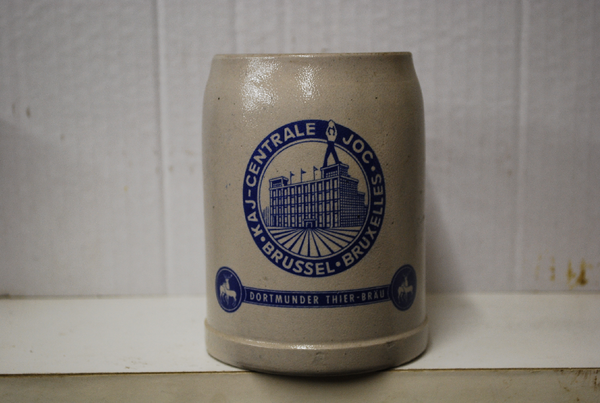 KAJ-CENTRALE JOC • BRUXELLES • BRUSSEL •
DORTMUNDER THIER-BRÄU